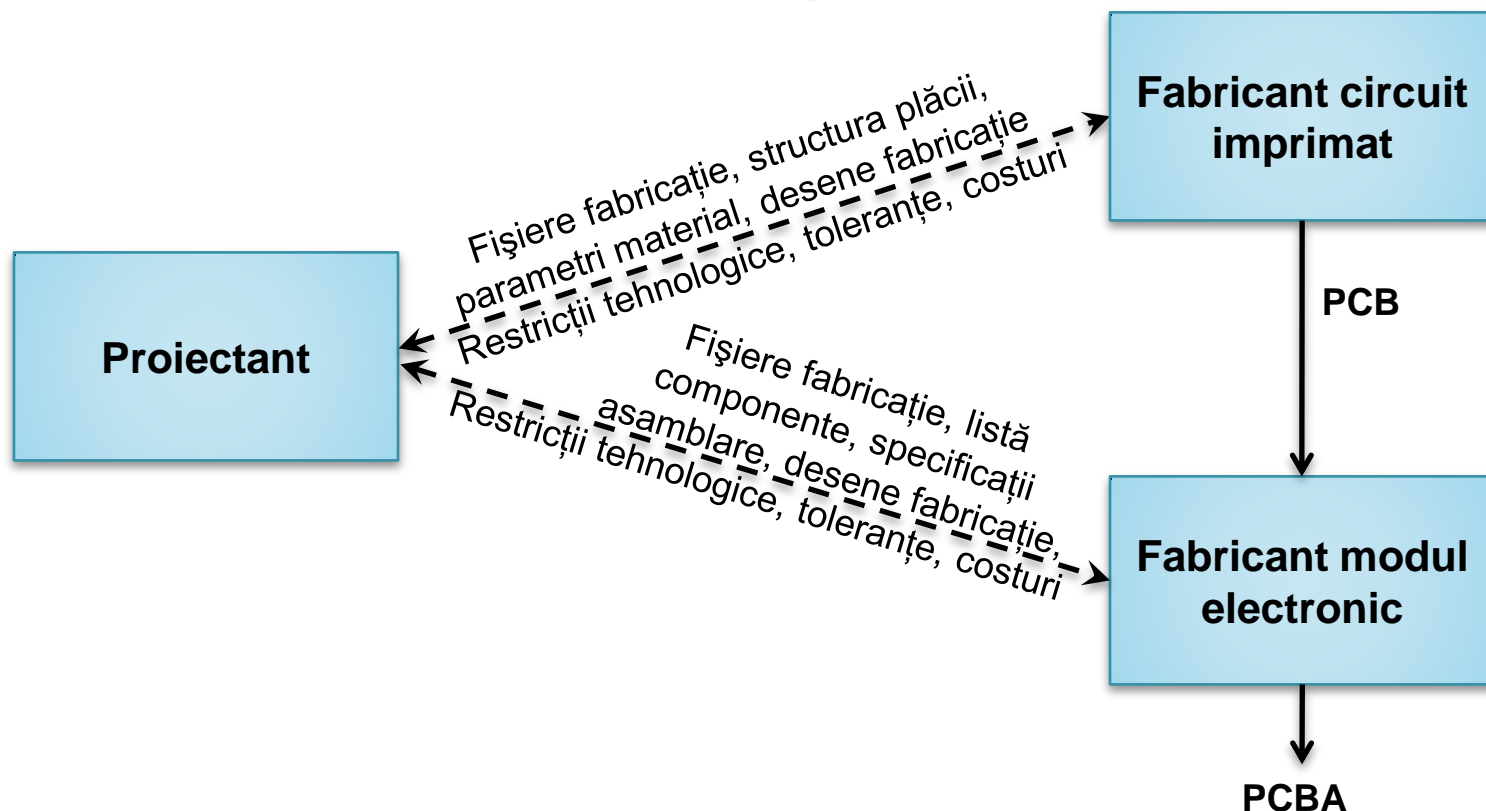 Fabricant circuit
imprimat
Fişiere fabricație, structura plăcii,
parametri material, desene fabricație
Restricții tehnologice, toleranțe, costuri
Proiectant
PCB
Fişiere fabricație, listă
componente, specificații
asamblare, desene fabricație,
Restricții tehnologice, toleranțe, costuri
Fabricant modul
electronic
PCBA